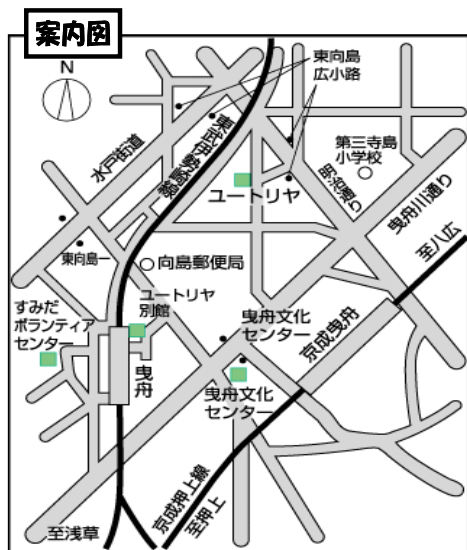 案内図
N
東向島
広小路
水戸街道
東武伊勢崎線
第三寺島
小学校
明治通り
ユートリヤ
曳舟川通り
至八広
東向島一
向島郵便局
すみだ
ボランティア
センター
ユートリヤ
別館
曳舟
曳舟文化
センター
京成曳舟
曳舟文化
センター
京成押上線
至押上
至浅草